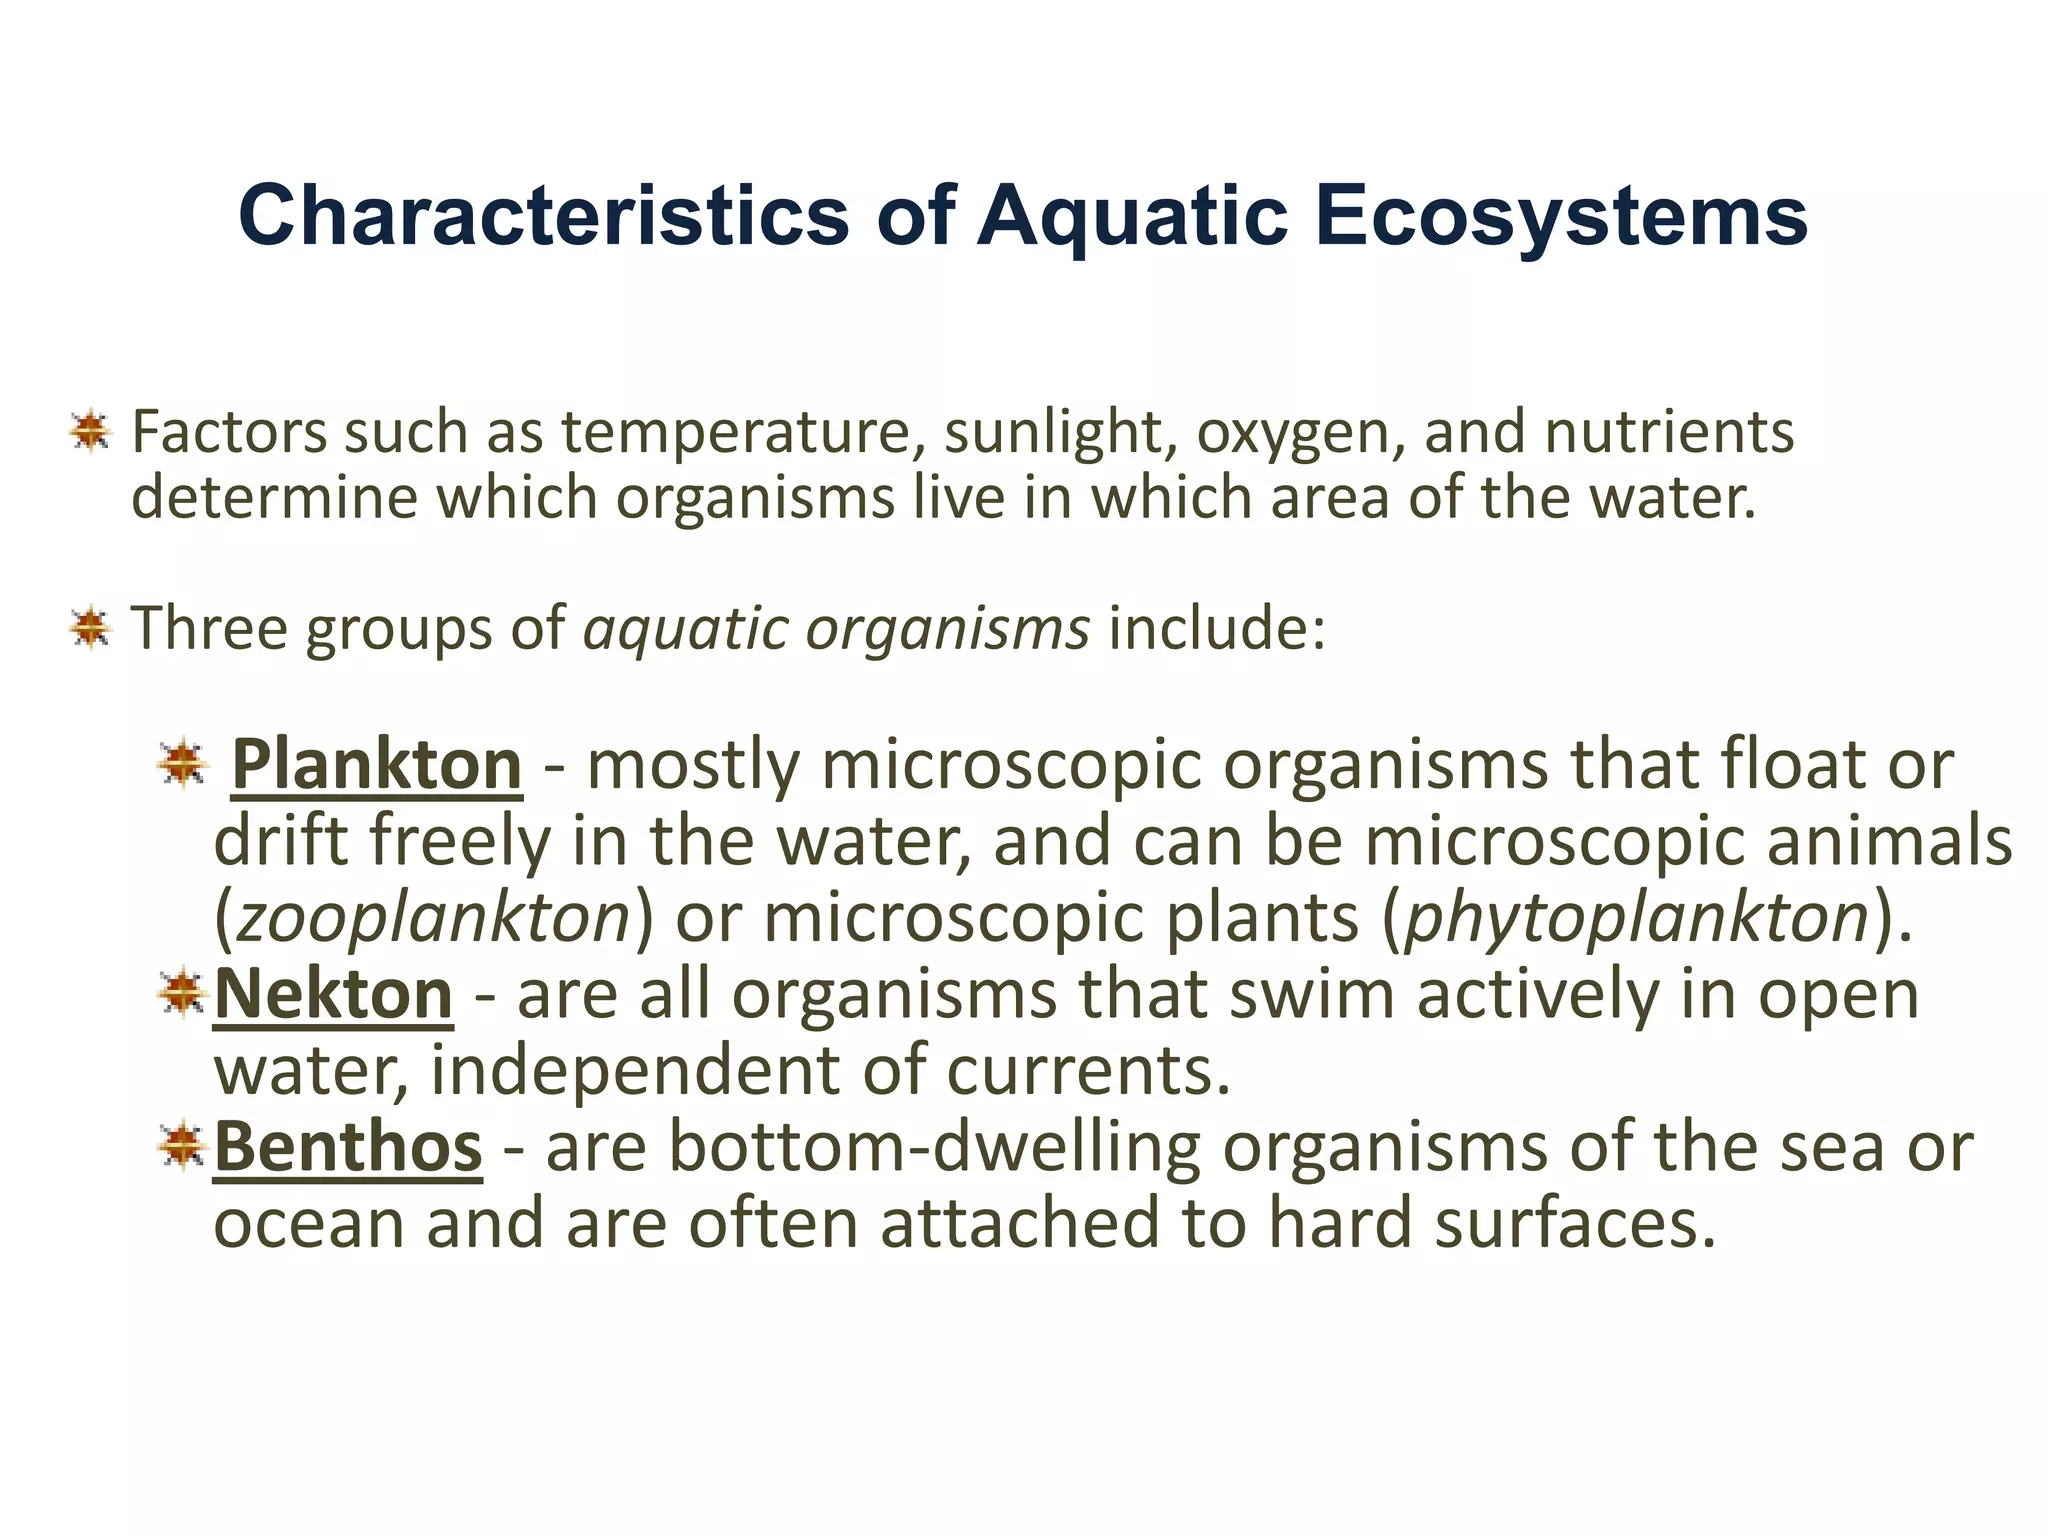 Characteristics of Aquatic Ecosystems
Factors such as temperature, sunlight, oxygen, and nutrients
determine which organisms live in which area of the water.
Three groups of aquatic organisms include:
Plankton - mostly microscopic organisms that float or
drift freely in the water, and can be microscopic animals
(zooplankton) or microscopic plants (phytoplankton).
Nekton - are all organisms that swim actively in open
water, independent of currents.
Benthos - are bottom-dwelling organisms of the sea or
ocean and are often attached to hard surfaces.